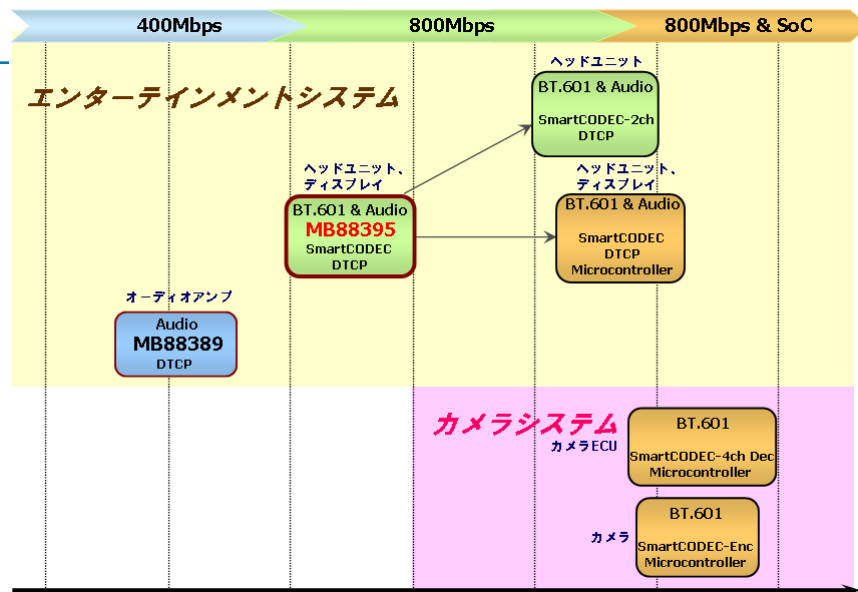 400Mbps
800Mbps
800Mbps & SoC
エンターテインメントシステム
ヘッドユニット
BT.601 & Audio
SmartCODEC-2ch
DTCP
ヘッドユニット、
ディスプレイ
BT.601 & Audio
MB88395
SmartCODEC
DTCP
ヘッドユニット、
ディスプレイ
BT.601 & Audio
SmartCODEC
DTCP
Microcontroller
オーディオアンプ
Audio
MB88389
DTCP
カメラシステム
カメラECU
BT.601
SmartCODEC-4ch Dec
Microcontroller
カメラ
BT.601
SmartCODEC-Enc
Microcontroller